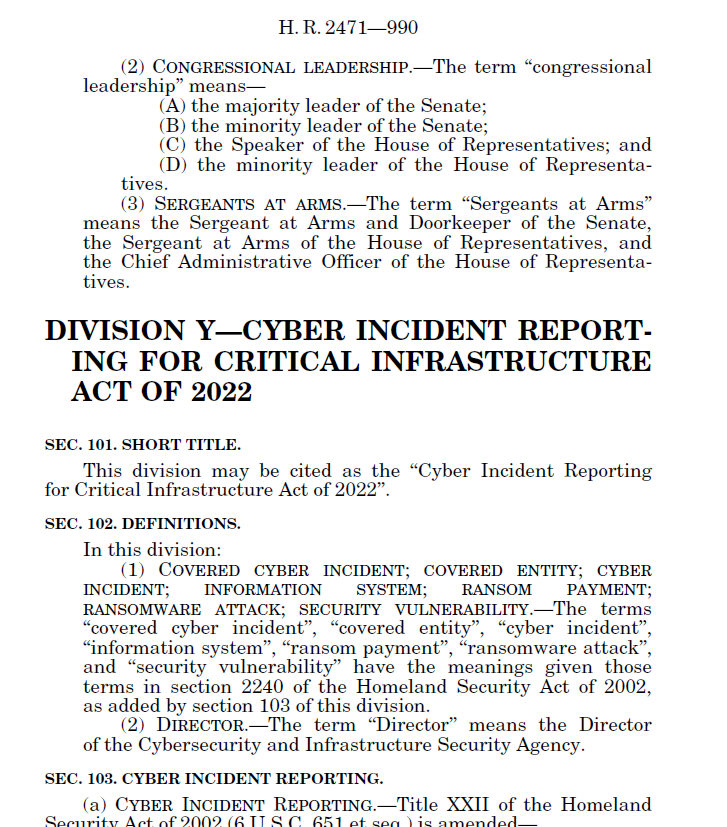 H. R. 2471—990
(2) CONGRESSIONAL LEADERSHIP.—The term “congressional
leadership” means—
(A) the majority leader of the Senate;
(B) the minority leader of the Senate;
(C) the Speaker of the House of Representatives; and
(D) the minority leader of the House of Representa-
tives.
(3) SERGEANTS AT ARMS.—The term “Sergeants at Arms”
means the Sergeant at Arms and Doorkeeper of the Senate,
the Sergeant at Arms of the House of Representatives, and
the Chief Administrative Officer of the House of Representa-
tives.
DIVISION Y—CYBER INCIDENT REPORT-
ING FOR CRITICAL INFRASTRUCTURE
ACT OF 2022
SEC. 101. SHORT TITLE.
This division may be cited as the “Cyber Incident Reporting
for Critical Infrastructure Act of 2022”.
SEC. 102. DEFINITIONS.
In this division:
(1) COVERED CYBER INCIDENT; COVERED ENTITY; CYBER
INCIDENT; INFORMATION SYSTEM; RANSOM PAYMENT;
RANSOMWARE ATTACK; SECURITY VULNERABILITY.—The terms
“covered cyber incident”, “covered entity”, “cyber incident”,
“information system”, “ransom payment”, “ransomware attack”,
and “security vulnerability” have the meanings given those
terms in section 2240 of the Homeland Security Act of 2002,
as added by section 103 of this division.
(2) DIRECTOR.—The term “Director” means the Director
of the Cybersecurity and Infrastructure Security Agency.
SEC. 103. CYBER INCIDENT REPORTING.
(a) CYBER INCIDENT REPORTING.—Title XXII of the Homeland
Security Act of 2002 (6 U.S.C. 651 et seq.) is amended—